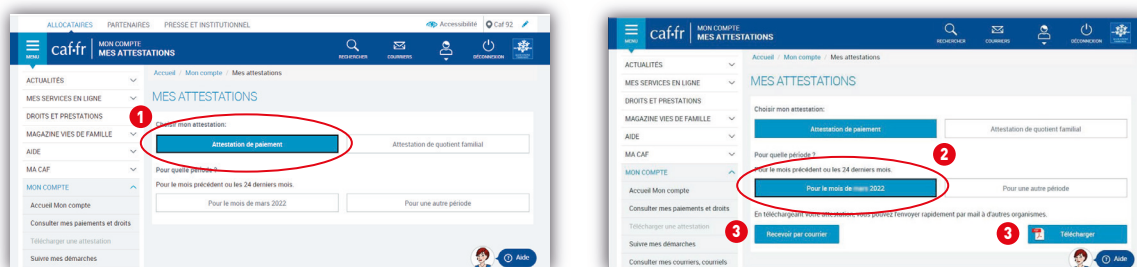 ALLOCATAIRES PARTENAIRES PRESSE ET INSTITUTIONNEL Accessibilité Caf 92
MENU caf·fr MON COMPTE
MES ATTESTATIONS
RECHERCHER COURRIERS DÉCONNEXION
ACTUALITÉS
MES SERVICES EN LIGNE
DROITS ET PRESTATIONS
MAGAZINE VIES DE FAMILLE
AIDE
MA CAF
MON COMPTE
Accueil Mon compte
Consulter mes paiements et droits
Télécharger une attestation
Suivre mes démarches
Accueil / Mon compte / Mes attestations
MES ATTESTATIONS
1
Choisir mon attestation:
Attestation de paiement Attestation de quotient familial
Pour quelle période ?
Pour le mois précédent ou les 24 derniers mois.
Pour le mois de mars 2022 Pour une autre période
Aide
MENU caf·fr MON COMPTE
MES ATTESTATIONS
RECHERCHER COURRIERS DÉCONNEXION
ACTUALITÉS
MES SERVICES EN LIGNE
DROITS ET PRESTATIONS
MAGAZINE VIES DE FAMILLE
AIDE
MA CAF
MON COMPTE
Accueil Mon compte
Consulter mes paiements et droits
Télécharger une attestation
Suivre mes démarches
Consulter mes courriers, courriels
Accueil / Mon compte / Mes attestations
MES ATTESTATIONS
Choisir mon attestation:
Attestation de paiement Attestation de quotient familial
Pour quelle période ?
2
Pour le mois précédent ou les 24 derniers mois.
Pour le mois de mars 2022 Pour une autre période
En téléchargeant votre attestation, vous pouvez l'envoyer rapidement par mail à d'autres organismes.
3 Recevoir par courrier 3 Télécharger
Aide